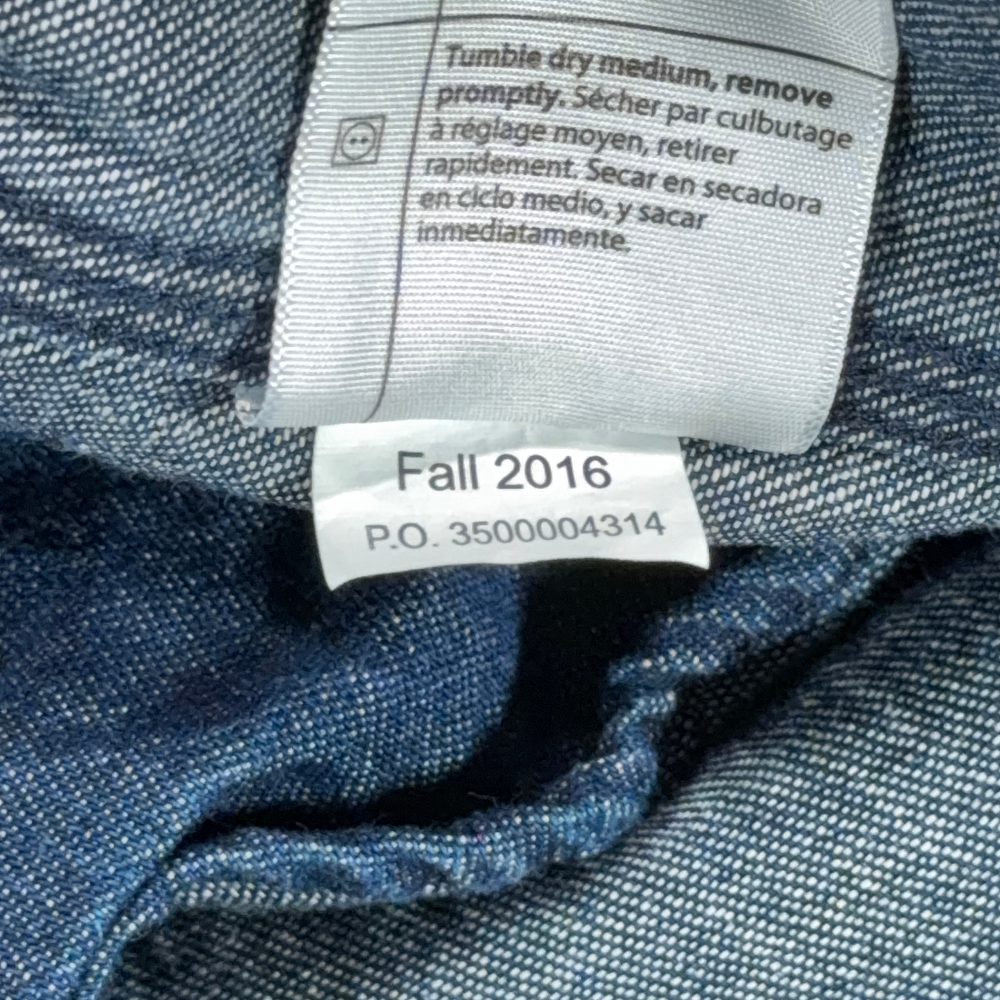 Tumble dry medium, remove
promptly. Sécher par culbutage
à réglage moyen, retirer
rapidement. Secar en secadora
en ciclo medio, y sacar
inmediatamente.
Fall 2016
P.O. 3500004314